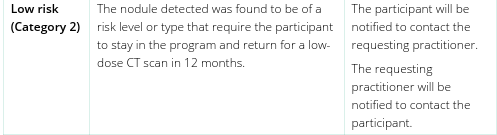 Low risk
(Category 2)
The nodule detected was found to be of a
risk level or type that require the participant
to stay in the program and return for a low-
dose CT scan in 12 months.
The participant will be
notified to contact the
requesting practitioner.
The requesting
practitioner will be
notified to contact the
participant.